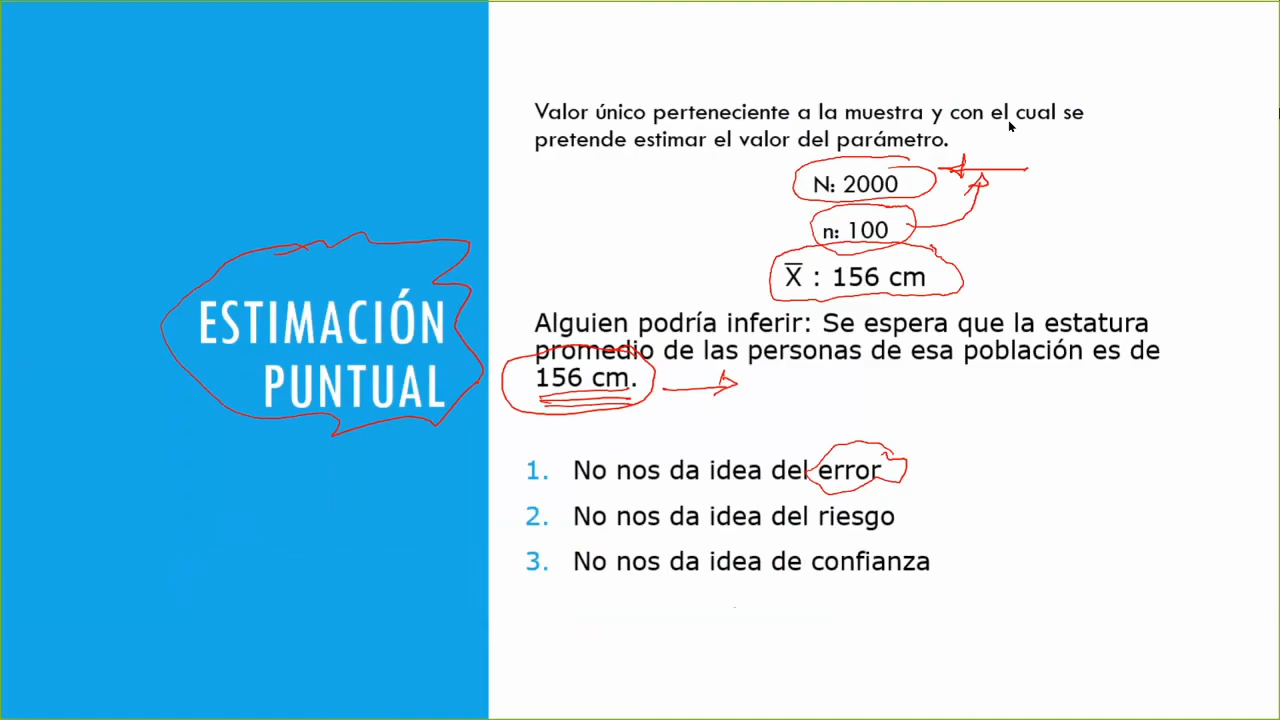 ESTIMACIÓN
PUNTUAL
Valor único perteneciente a la muestra y con el cual se
pretende estimar el valor del parámetro.
N: 2000
n: 100
X̅ : 156 cm
Alguien podría inferir: Se espera que la estatura
promedio de las personas de esa población es de
156 cm.
1. No nos da idea del error
2. No nos da idea del riesgo
3. No nos da idea de confianza